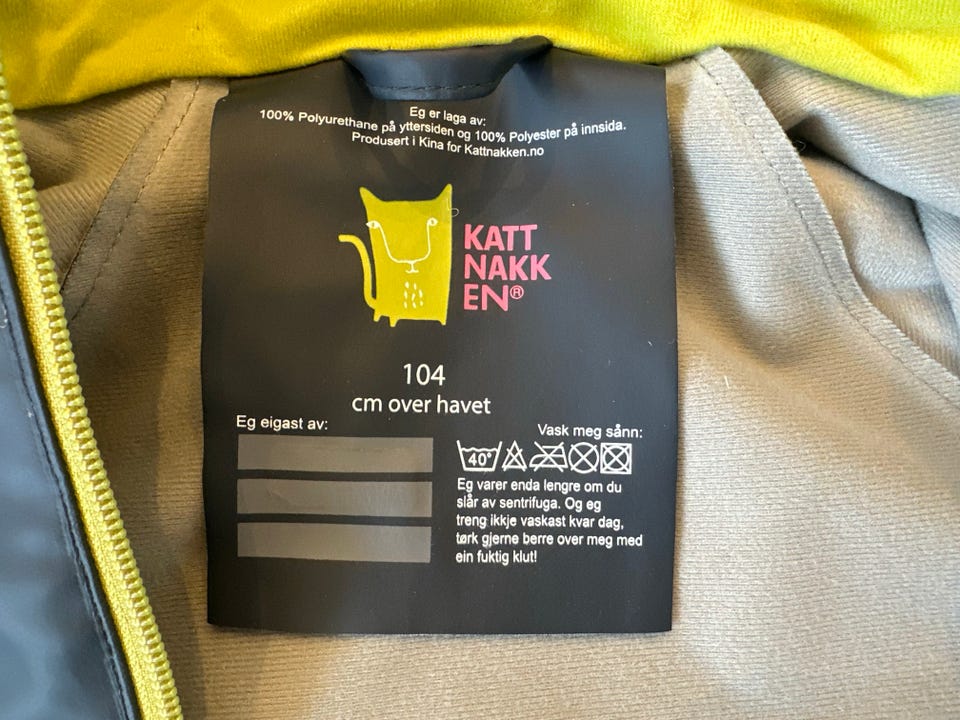 Eg er laga av:
100% Polyurethane på yttersiden og 100% Polyester på innsida.
Produsert i Kina for Kattnakken.no
KATT
NAKK
EN®
104
cm over havet
Eg eigast av:
Vask meg sånn:
40°
Eg varer enda lengre om du
slår av sentrifuga. Og eg
treng ikkje vaskast kvar dag,
tørk gjerne berre over meg med
ein fuktig klut!